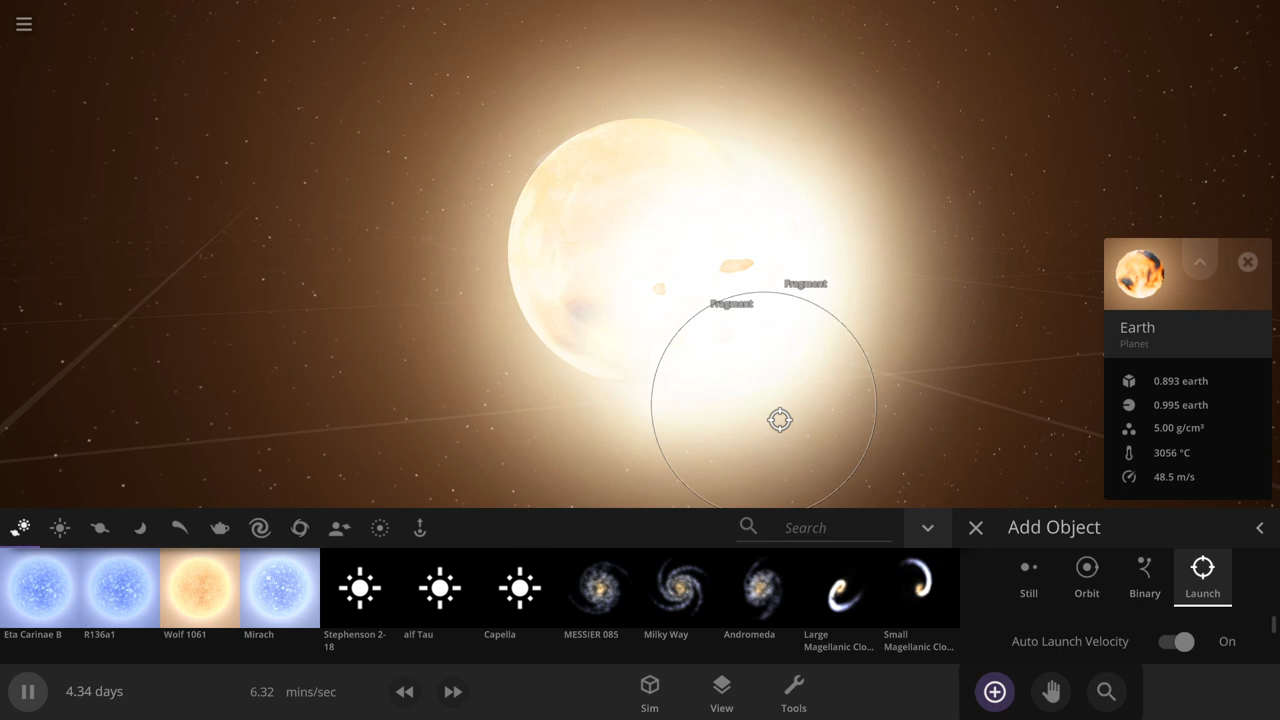 Fragment
Fragment
Earth
Planet
0.893 earth
0.995 earth
5.00 g/cm³
3056 °C
48.5 m/s
Search
Add Object
Still
Orbit
Binary
Launch
Auto Launch Velocity
On
Eta Carinae B
R136a1
Wolf 1061
Mirach
Stephenson 2-
18
alf Tau
Capella
MESSIER 085
Milky Way
Andromeda
Large
Magellanic Clo...
Small
Magellanic Clo...
4.34 days
6.32 mins/sec
Sim
View
Tools